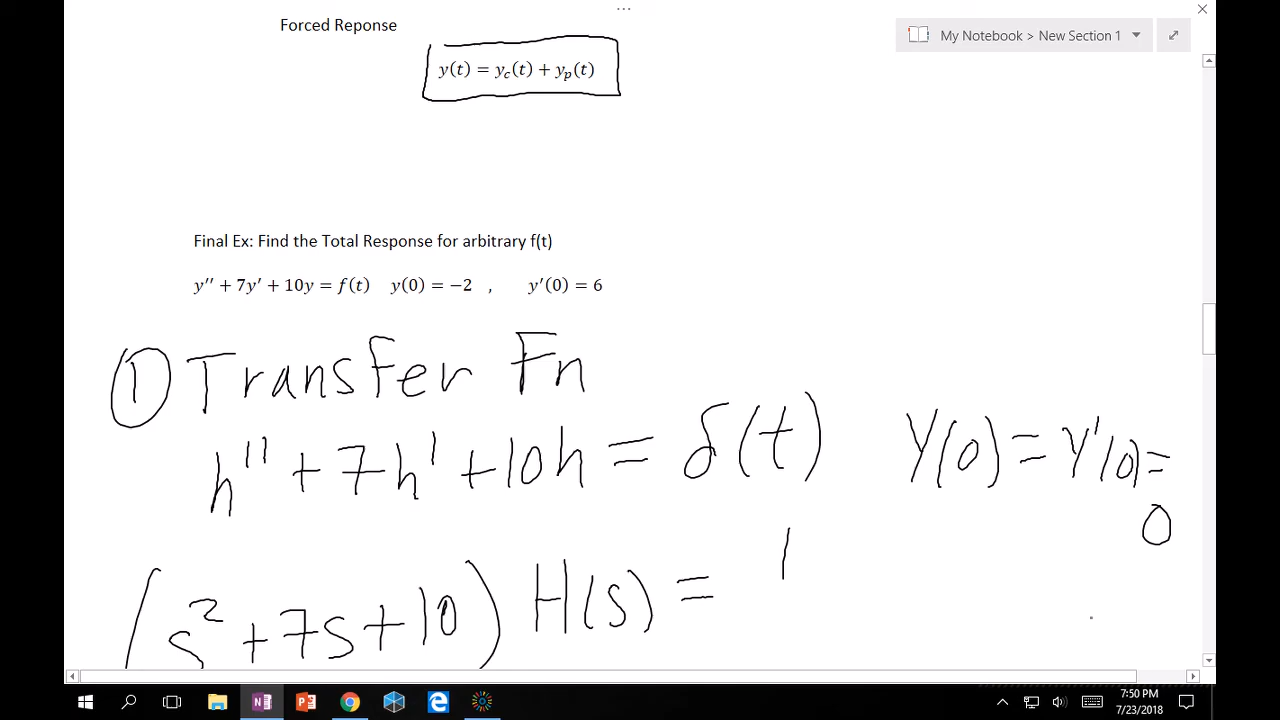 Forced Reponse
My Notebook > New Section 1
y(t) = y_c(t) + y_p(t)
Final Ex: Find the Total Response for arbitrary f(t)
y'' + 7y' + 10y = f(t) y(0) = −2 , y'(0) = 6
① Transfer Fn
h'' + 7h' + 10h = δ(t) y(0) = y'(0) =
0
(s² + 7s + 10) H(s) = 1
7:50 PM
7/23/2018